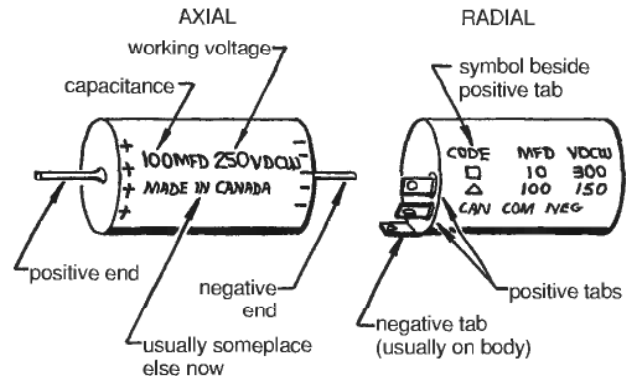 AXIAL
working voltage
capacitance
+ 100MFD 250VDCW −
+ MADE IN CANADA −
positive end
negative
end
usually someplace
else now
RADIAL
symbol beside
positive tab
CODE MFD VDCW
□ 10 300
△ 100 150
CAN COM NEG
positive tabs
negative tab
(usually on body)